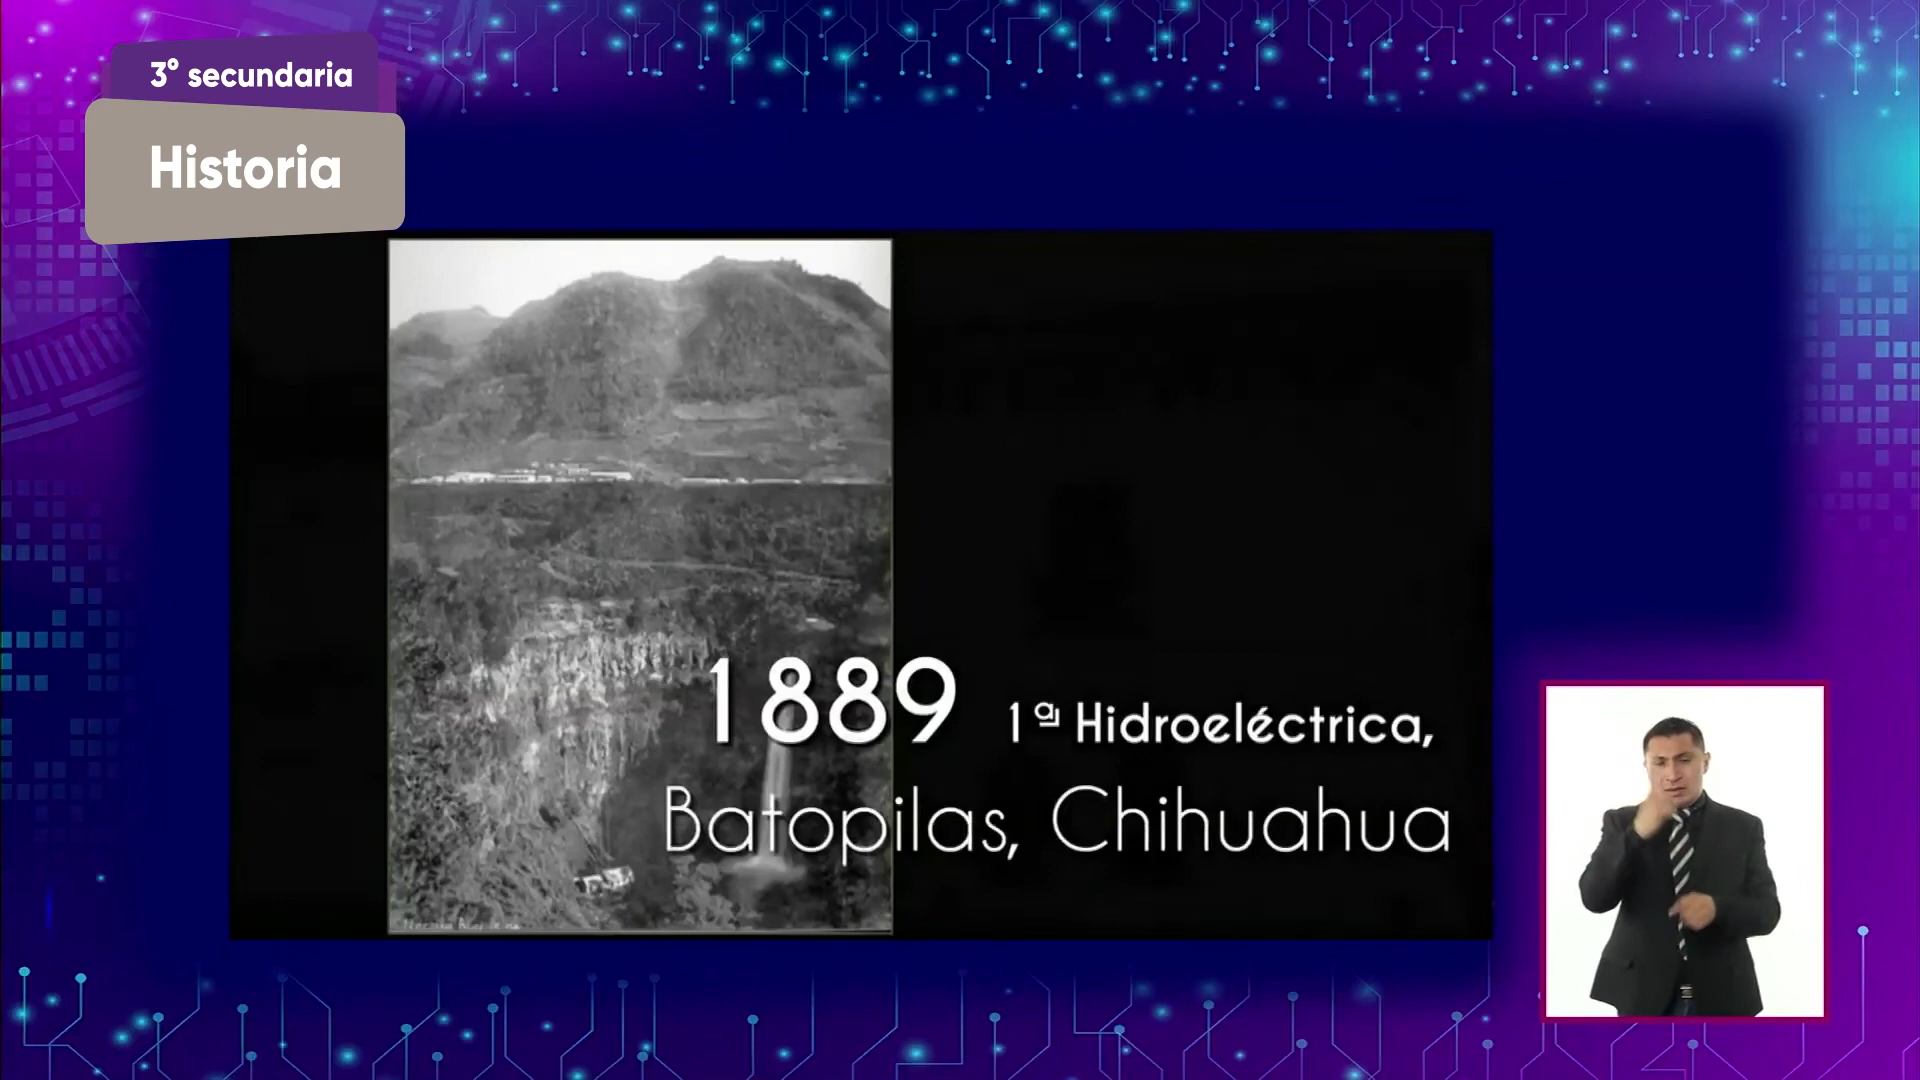 3° secundaria
Historia
1889 1ª Hidroeléctrica,
Batopilas, Chihuahua